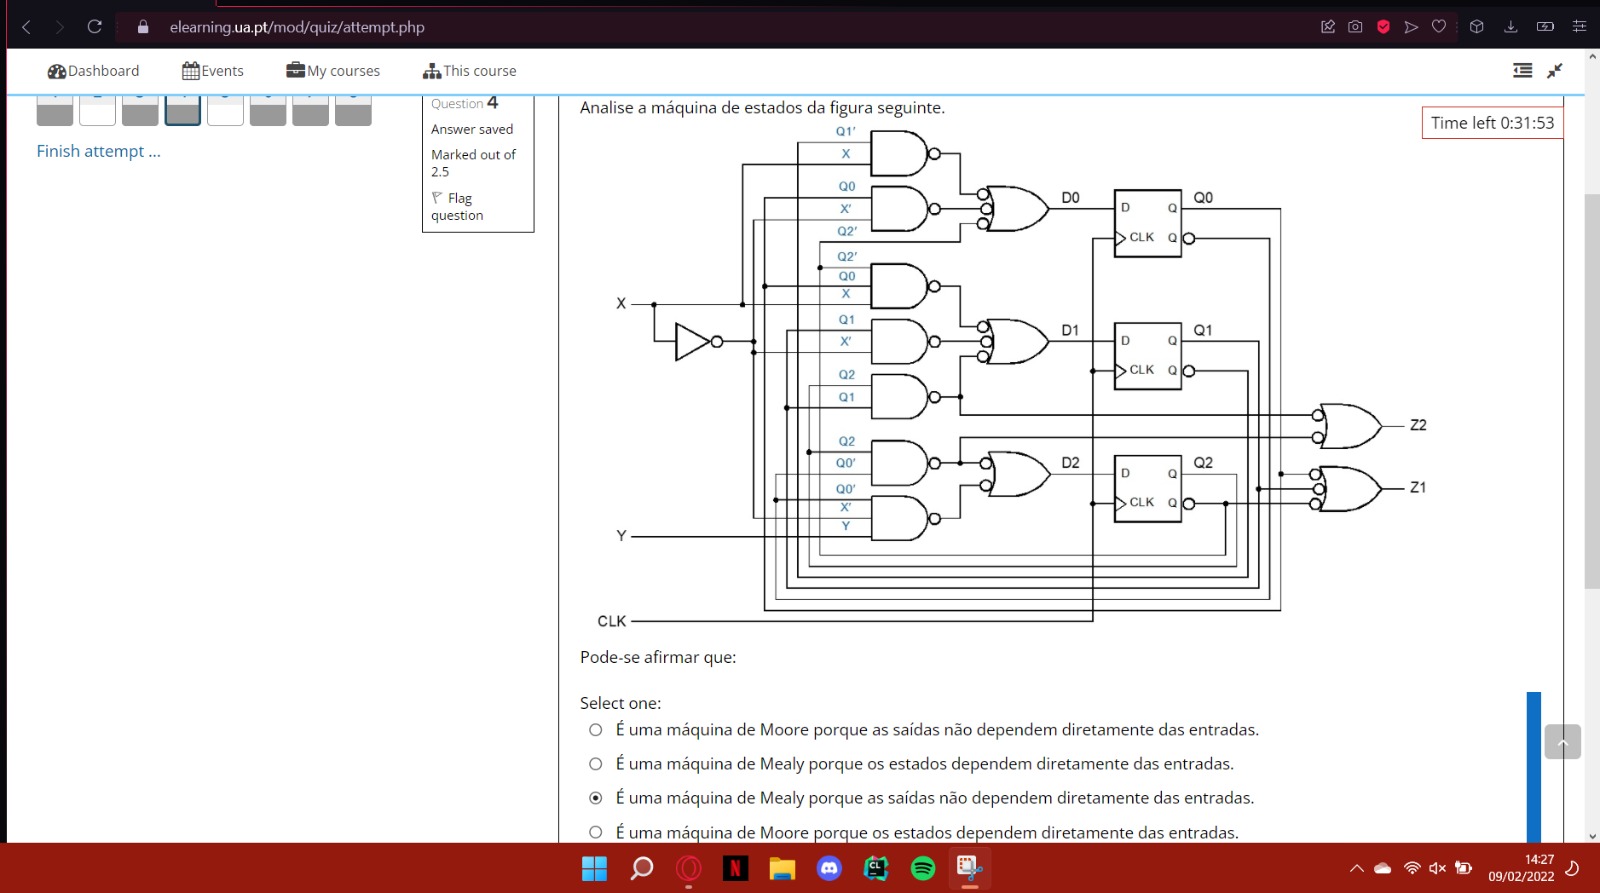 elearning.ua.pt/mod/quiz/attempt.php
Dashboard
Events
My courses
This course
Finish attempt ...
Question 4
Answer saved
Marked out of
2.5
Flag
question
Analise a máquina de estados da figura seguinte.
Time left 0:31:53
Q1'
X
Q0
X'
Q2'
D0
D Q
CLK Q
Q0
Q2'
Q0
X
X
Q1
X'
D1
D Q
CLK Q
Q1
Q2
Q1
Z2
Q2
Q0'
D2
D Q
CLK Q
Q2
Z1
Q0'
X'
Y
Y
CLK
Pode-se afirmar que:
Select one:
É uma máquina de Moore porque as saídas não dependem diretamente das entradas.
É uma máquina de Mealy porque os estados dependem diretamente das entradas.
É uma máquina de Mealy porque as saídas não dependem diretamente das entradas.
É uma máquina de Moore porque os estados dependem diretamente das entradas.
N
CL
14:27
09/02/2022